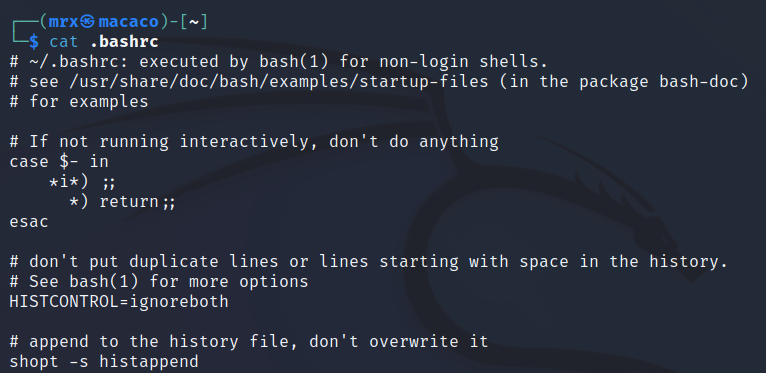 ┌──(mrx㉿macaco)-[~]
└─$ cat .bashrc
# ~/.bashrc: executed by bash(1) for non-login shells.
# see /usr/share/doc/bash/examples/startup-files (in the package bash-doc)
# for examples

# If not running interactively, don't do anything
case $- in
    *i*) ;;
      *) return;;
esac

# don't put duplicate lines or lines starting with space in the history.
# See bash(1) for more options
HISTCONTROL=ignoreboth

# append to the history file, don't overwrite it
shopt -s histappend